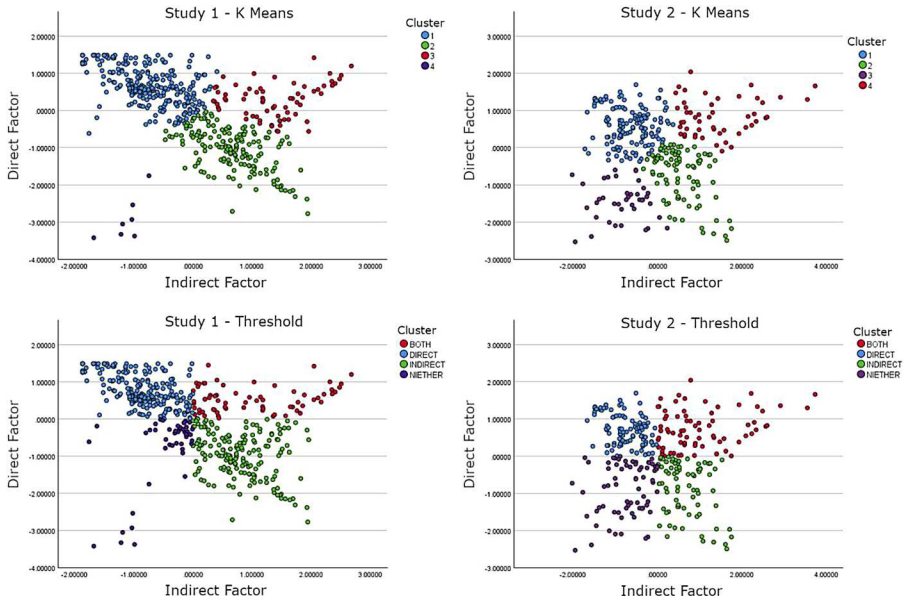 Study 1 - K Means
Cluster
1
2
3
4
2.00000
1.00000
.00000
-1.00000
-2.00000
-3.00000
-4.00000
Direct Factor
-2.00000 -1.00000 .00000 1.00000 2.00000 3.00000
Indirect Factor
Study 2 - K Means
Cluster
1
2
3
4
3.00000
2.00000
1.00000
.00000
-1.00000
-2.00000
-3.00000
Direct Factor
-2.00000 .00000 2.00000 4.00000
Indirect Factor
Study 1 - Threshold
Cluster
BOTH
DIRECT
INDIRECT
NIETHER
2.00000
1.00000
.00000
-1.00000
-2.00000
-3.00000
-4.00000
Direct Factor
-2.00000 -1.00000 .00000 1.00000 2.00000 3.00000
Indirect Factor
Study 2 - Threshold
Cluster
BOTH
DIRECT
INDIRECT
NIETHER
3.00000
2.00000
1.00000
.00000
-1.00000
-2.00000
-3.00000
Direct Factor
-2.00000 .00000 2.00000 4.00000
Indirect Factor